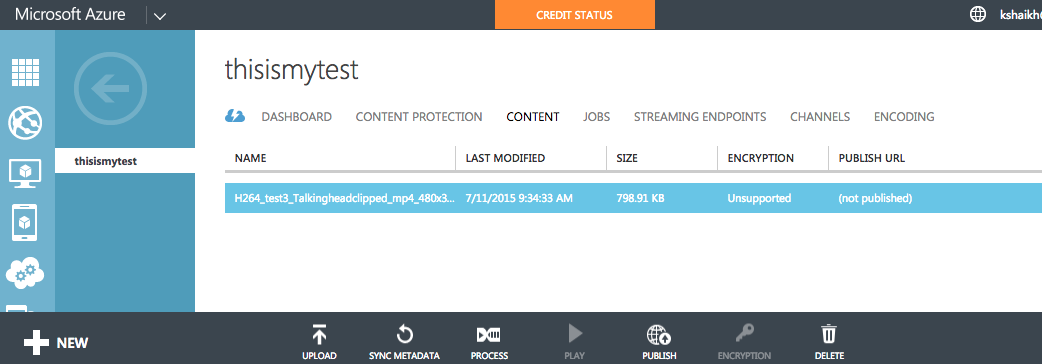 Microsoft Azure CREDIT STATUS kshaikh
thisismytest
DASHBOARD CONTENT PROTECTION CONTENT JOBS STREAMING ENDPOINTS CHANNELS ENCODING
thisismytest
NAME LAST MODIFIED SIZE ENCRYPTION PUBLISH URL
H264_test3_Talkingheadclipped_mp4_480x3... 7/11/2015 9:34:33 AM 798.91 KB Unsupported (not published)
NEW UPLOAD SYNC METADATA PROCESS PLAY PUBLISH ENCRYPTION DELETE